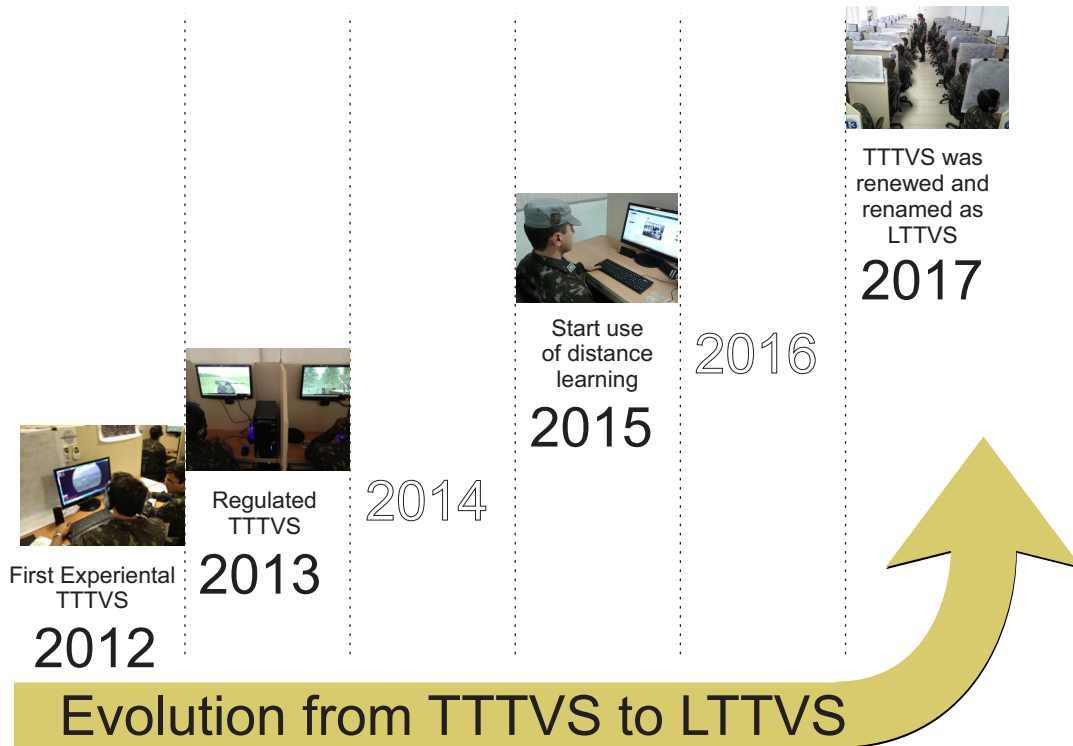 First Experiental
TTTVS
2012
Regulated
TTTVS
2013
2014
Start use
of distance
learning
2015
2016
TTTVS was
renewed and
renamed as
LTTVS
2017
13
Evolution from TTTVS to LTTVS